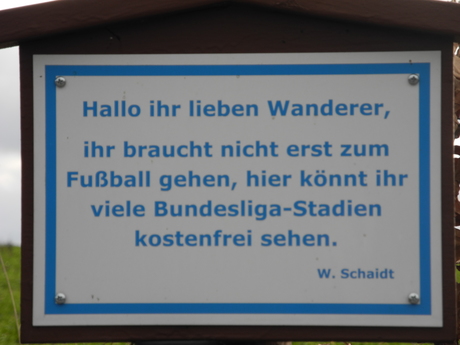 Hallo ihr lieben Wanderer,
ihr braucht nicht erst zum
Fußball gehen, hier könnt ihr
viele Bundesliga-Stadien
kostenfrei sehen.
W. Schaidt